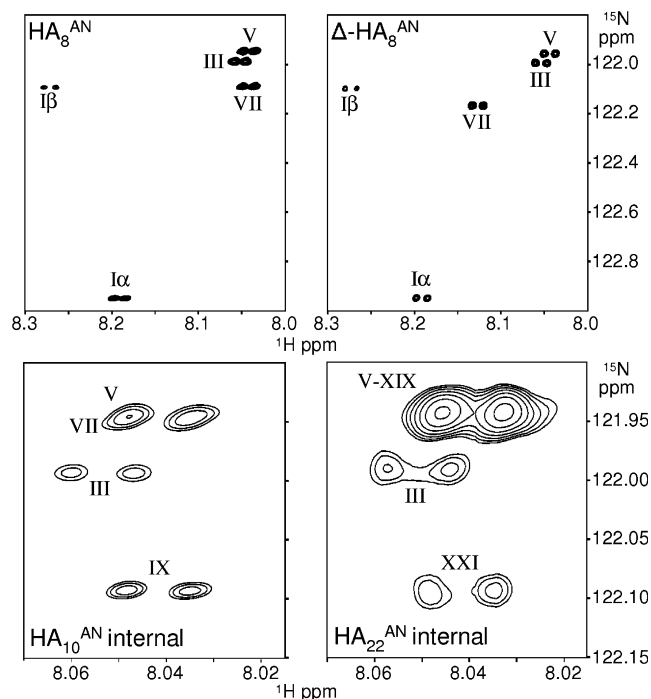 HA₈ᴬᴺ
V
III
Iβ
VII
Iα
8.3 8.2 8.1 8.0
¹H ppm
Δ-HA₈ᴬᴺ
V
III
Iβ
VII
Iα
8.3 8.2 8.1 8.0
¹⁵N
ppm
122.0
122.2
122.4
122.6
122.8
V
VII
III
IX
HA₁₀ᴬᴺ internal
8.06 8.04 8.02
¹H ppm
V-XIX
III
XXI
HA₂₂ᴬᴺ internal
8.06 8.04 8.02
¹⁵N
ppm
121.95
122.00
122.05
122.10
122.15